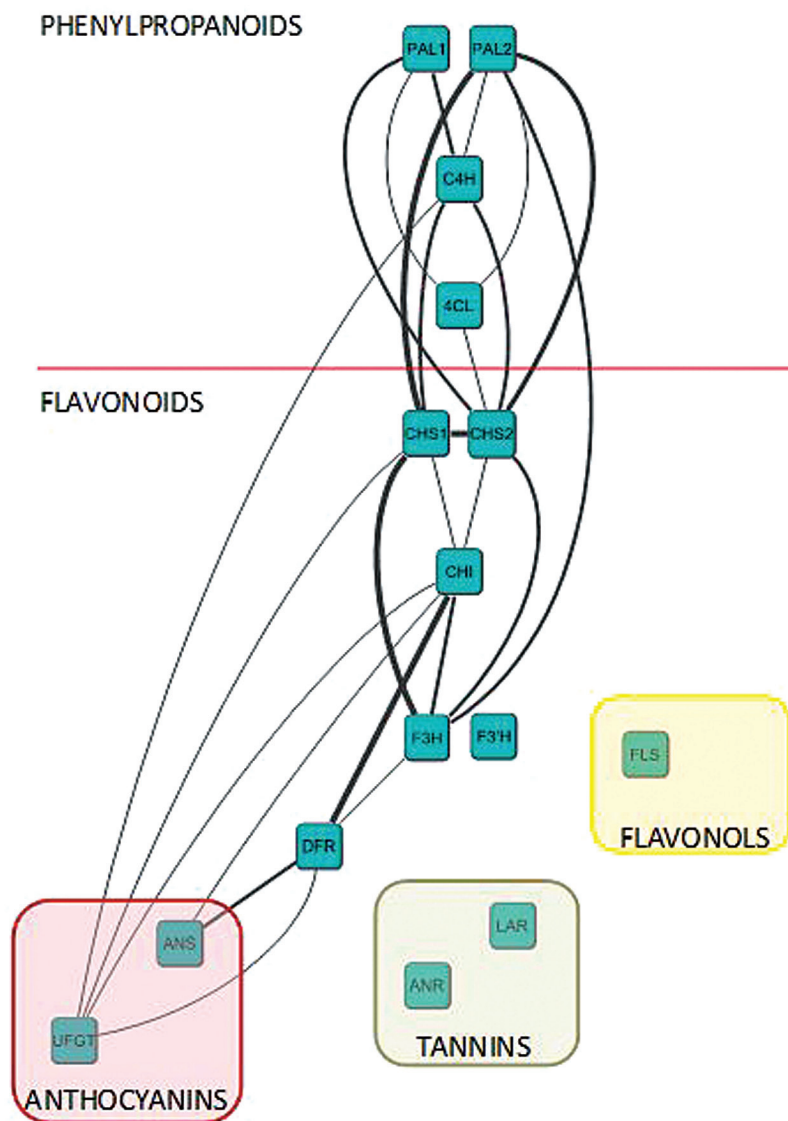 PHENYLPROPANOIDS
PAL1 PAL2
C4H
4CL
FLAVONOIDS
CHS1 CHS2
CHI
F3H F3'H
FLS
FLAVONOLS
DFR
ANS
LAR
ANR
UFGT
TANNINS
ANTHOCYANINS